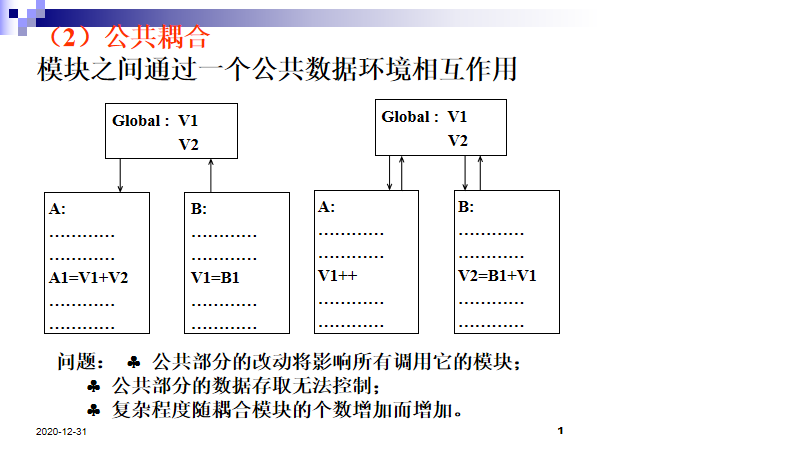 （2）公共耦合
模块之间通过一个公共数据环境相互作用
Global : V1
V2
Global : V1
V2
A:
…………
…………
A1=V1+V2
…………
…………
B:
…………
…………
V1=B1
…………
…………
A:
…………
…………
V1++
…………
…………
B:
…………
…………
V2=B1+V1
…………
…………
问题： ♣ 公共部分的改动将影响所有调用它的模块；
♣ 公共部分的数据存取无法控制；
♣ 复杂程度随耦合模块的个数增加而增加。
2020-12-31
1